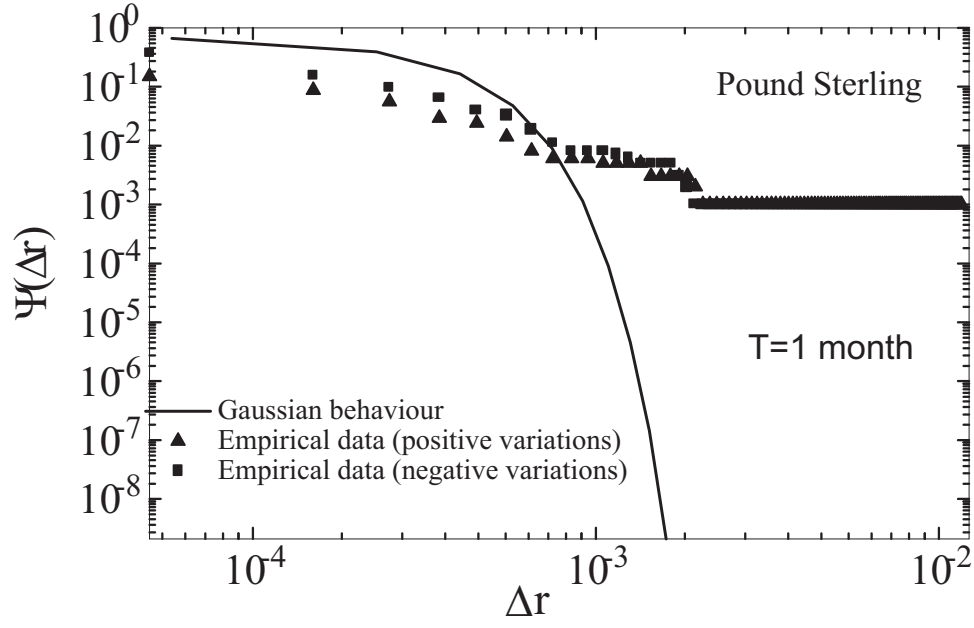 10^0
Pound Sterling
10^-1
10^-2
10^-3
10^-4
Ψ(Δr)
10^-5
T=1 month
10^-6
10^-7
Gaussian behaviour
Empirical data (positive variations)
10^-8
Empirical data (negative variations)
10^-4
10^-3
10^-2
Δr